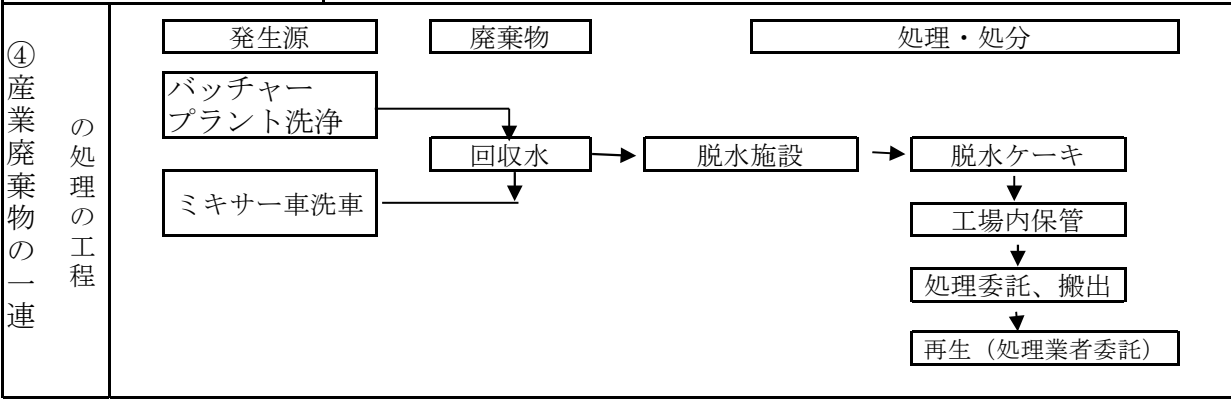 ④産業廃棄物の一連
の処理の工程
発生源
廃棄物
処理・処分
バッチャー
プラント洗浄
回収水
脱水施設
脱水ケーキ
ミキサー車洗車
工場内保管
処理委託、搬出
再生（処理業者委託）